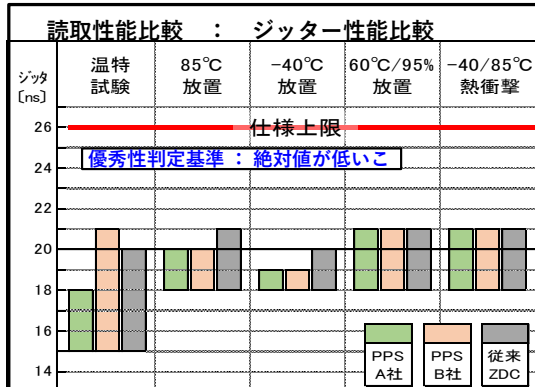 読取性能比較 ： ジッター性能比較
ジッタ
[ns]
温特
試験
85℃
放置
-40℃
放置
60℃/95%
放置
-40/85℃
熱衝撃
26
仕様上限
24
優秀性判定基準 ： 絶対値が低いこ
22
20
18
16
14
PPS
A社
PPS
B社
従来
ZDC